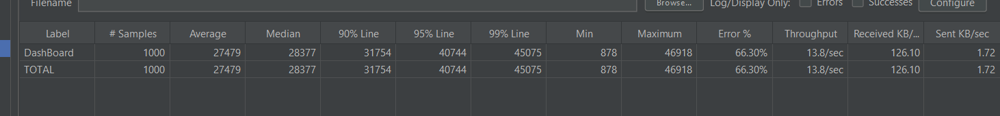 Filename Browse... Log/Display Only: Errors Successes Configure
Label # Samples Average Median 90% Line 95% Line 99% Line Min Maximum Error % Throughput Received KB/... Sent KB/sec
DashBoard 1000 27479 28377 31754 40744 45075 878 46918 66.30% 13.8/sec 126.10 1.72
TOTAL 1000 27479 28377 31754 40744 45075 878 46918 66.30% 13.8/sec 126.10 1.72